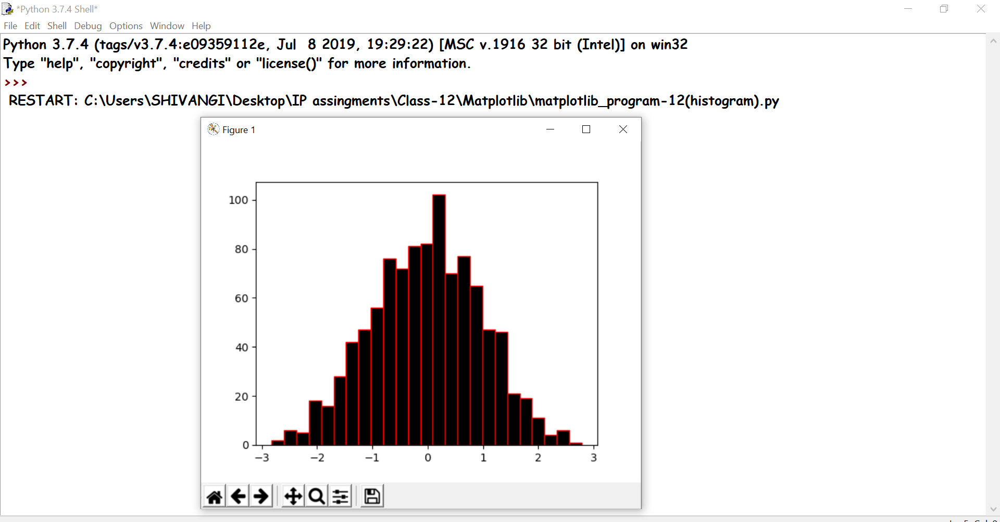 *Python 3.7.4 Shell*
File Edit Shell Debug Options Window Help
Python 3.7.4 (tags/v3.7.4:e09359112e, Jul  8 2019, 19:29:22) [MSC v.1916 32 bit (Intel)] on win32
Type "help", "copyright", "credits" or "license()" for more information.
>>>
RESTART: C:\Users\SHIVANGI\Desktop\IP assingments\Class-12\Matplotlib\matplotlib_program-12(histogram).py
Figure 1
100
80
60
40
20
0
−3 −2 −1 0 1 2 3